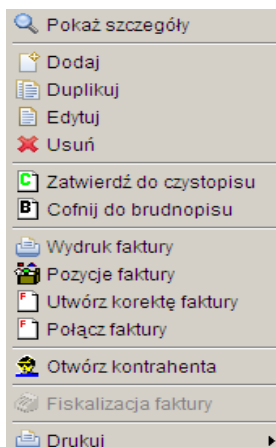 Pokaż szczegóły
Dodaj
Duplikuj
Edytuj
Usuń
C Zatwierdź do czystopisu
B Cofnij do brudnopisu
Wydruk faktury
Pozycje faktury
F Utwórz korektę faktury
F Połącz faktury
Otwórz kontrahenta
Fiskalizacja faktury
Drukuj